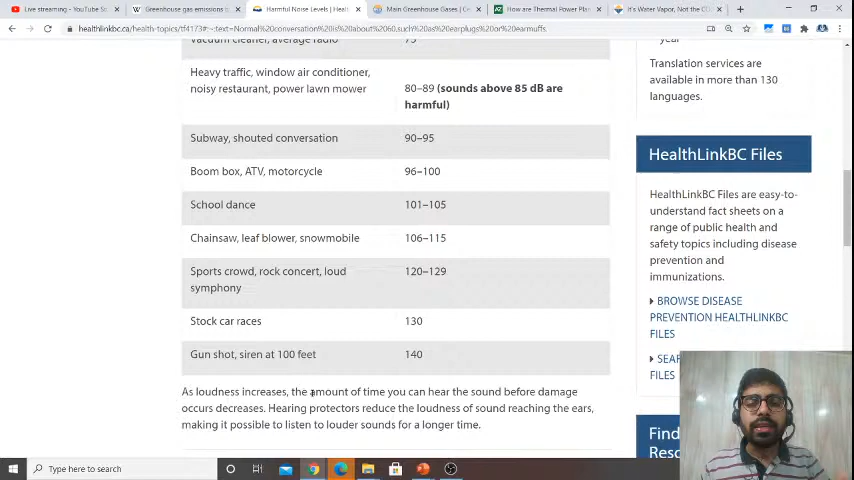 Live streaming - YouTube S
Greenhouse gas emissions b
Harmful Noise Levels | Healt
Main Greenhouse Gases | Ce
How are Thermal Power Plan
It's Water Vapor, Not the CO
healthlinkbc.ca/health-topics/tf4173#:~:text=Normal%20conversation%20is%20about%2060,such%20as%20earplugs%20or%20earmuffs.
Vacuum cleaner, average radio 75
Heavy traffic, window air conditioner,
noisy restaurant, power lawn mower
80–89 (sounds above 85 dB are
harmful)
Subway, shouted conversation 90–95
Boom box, ATV, motorcycle 96–100
School dance 101–105
Chainsaw, leaf blower, snowmobile 106–115
Sports crowd, rock concert, loud
symphony
120–129
Stock car races 130
Gun shot, siren at 100 feet 140
As loudness increases, the amount of time you can hear the sound before damage
occurs decreases. Hearing protectors reduce the loudness of sound reaching the ears,
making it possible to listen to louder sounds for a longer time.
year
Translation services are
available in more than 130
languages.
HealthLinkBC Files
HealthLinkBC Files are easy-to-
understand fact sheets on a
range of public health and
safety topics including disease
prevention and
immunizations.
BROWSE DISEASE
PREVENTION HEALTHLINKBC
FILES
SEAR
FILES
Find
Reso
Type here to search